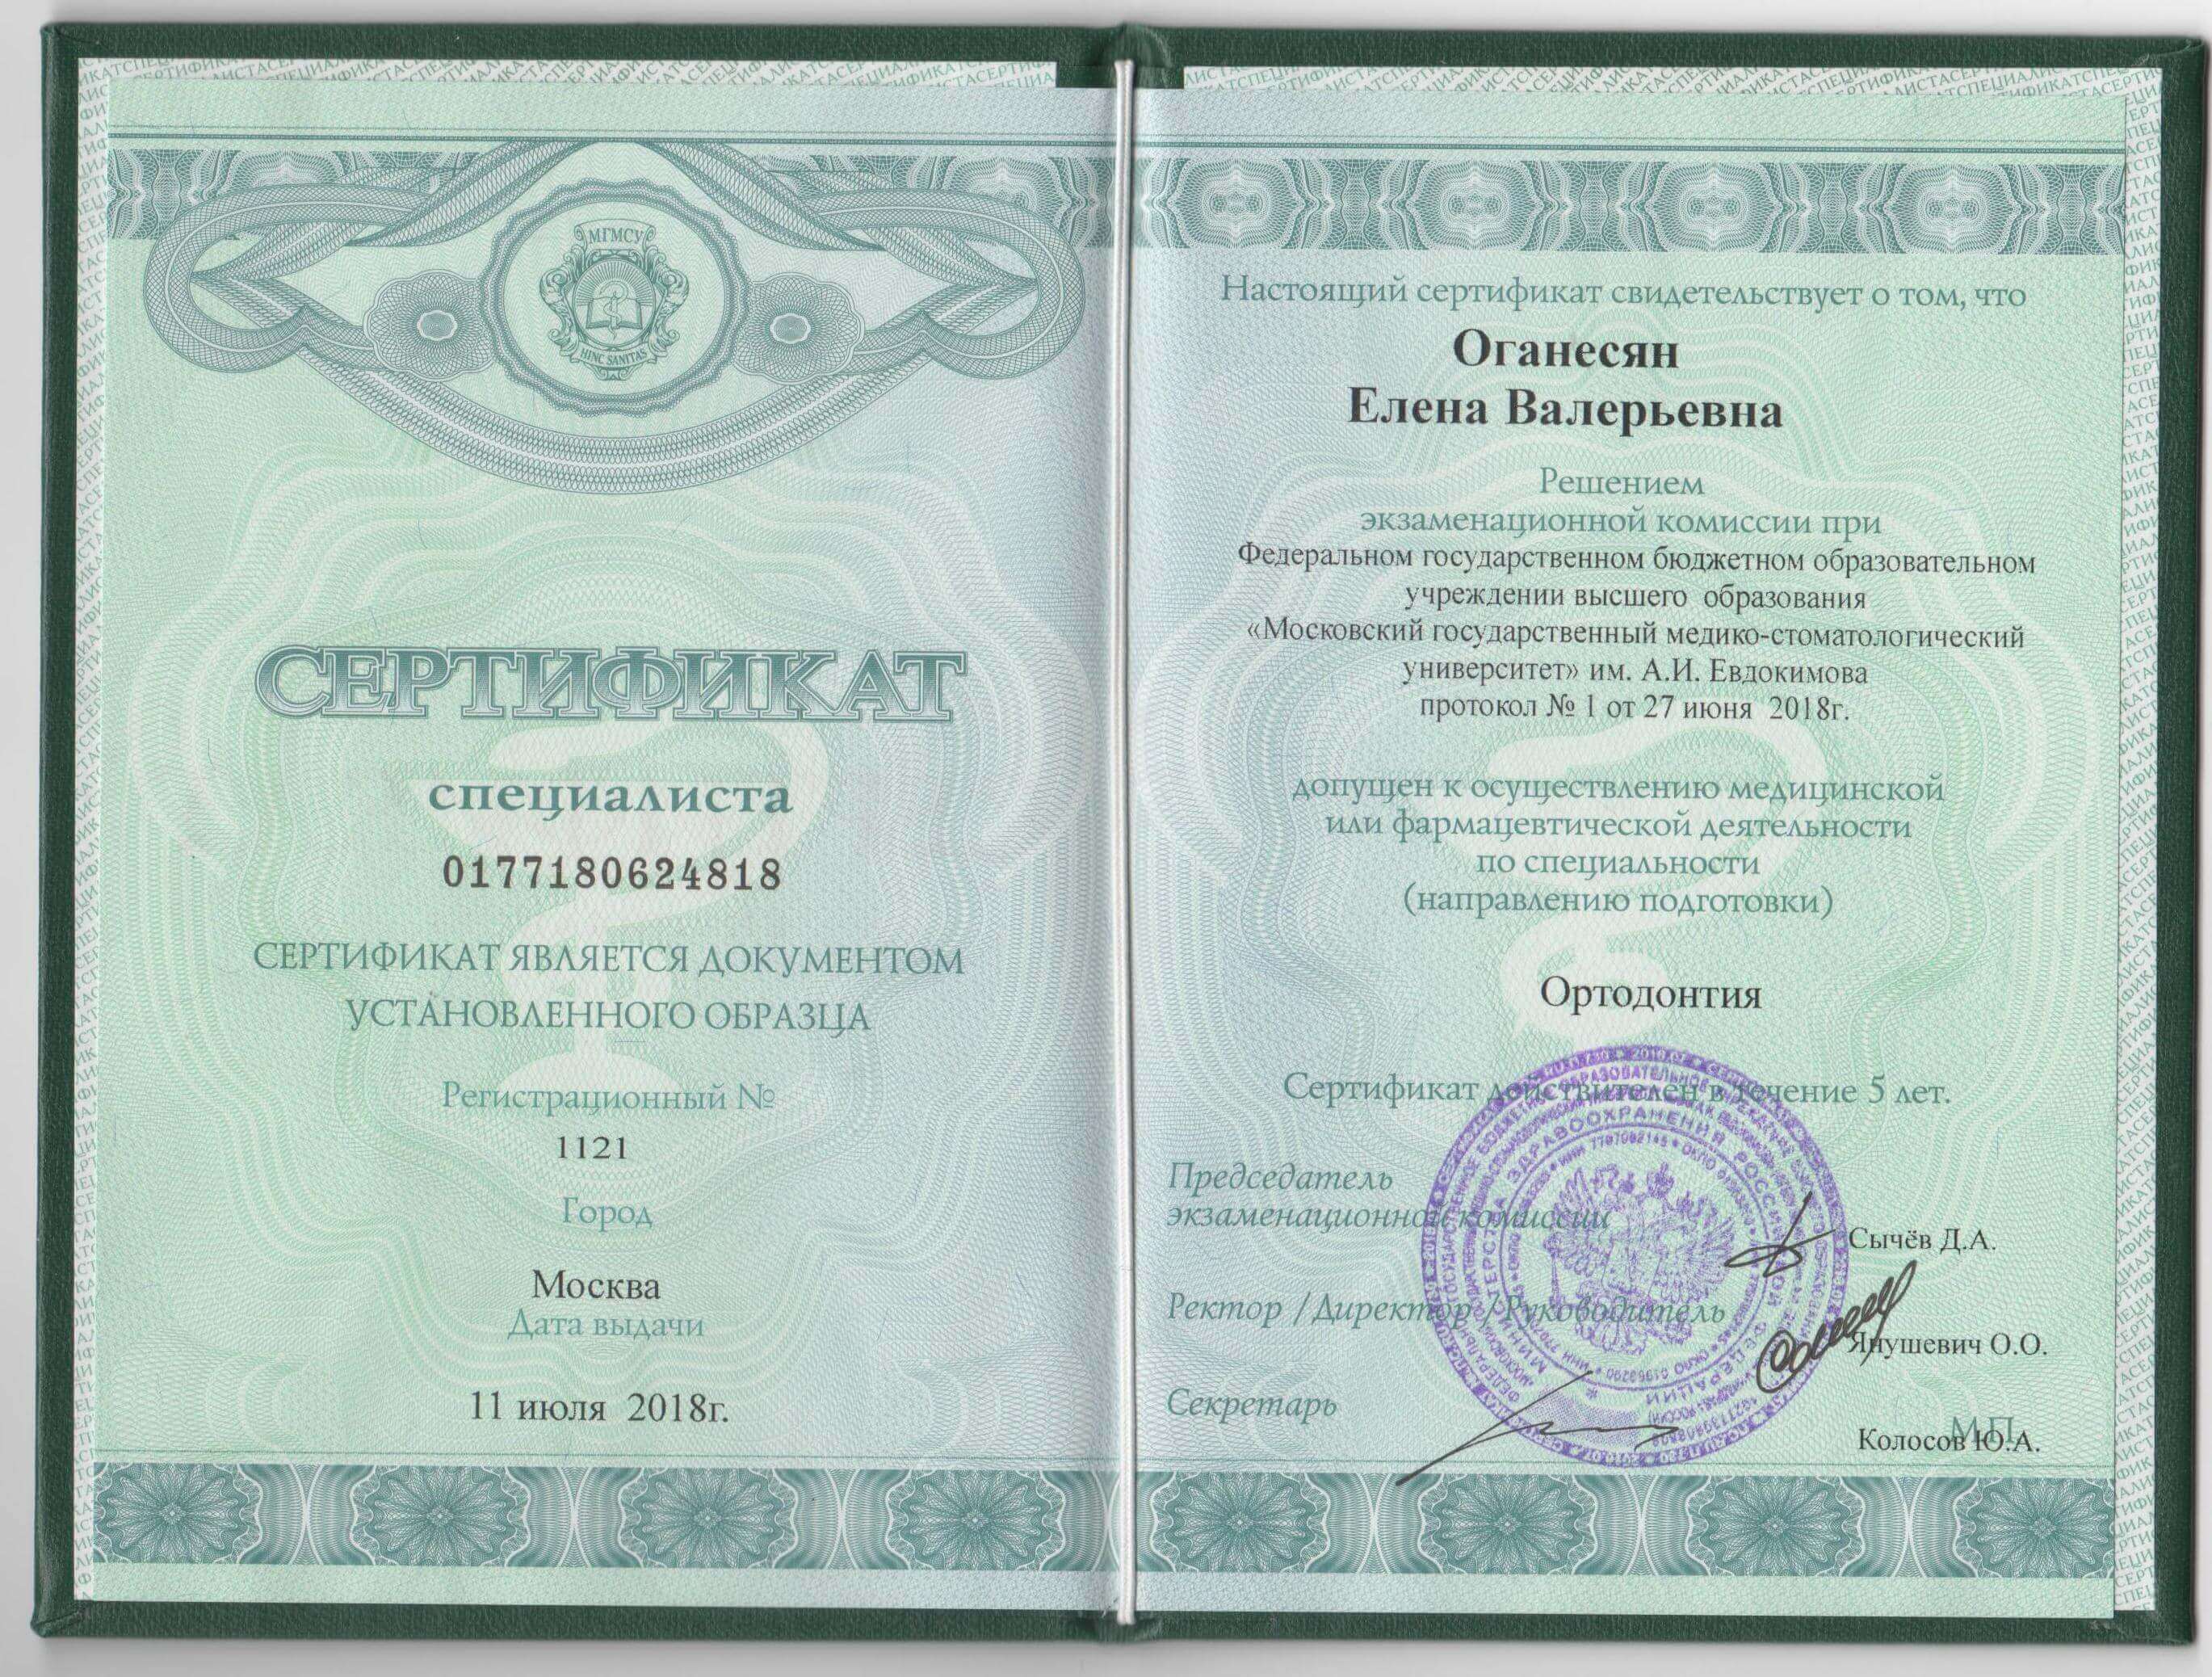 МГМСУ
HINC SANITAS
СЕРТИФИКАТ
специалиста
0177180624818
СЕРТИФИКАТ ЯВЛЯЕТСЯ ДОКУМЕНТОМ
УСТАНОВЛЕННОГО ОБРАЗЦА
Регистрационный №
1121
Город
Москва
Дата выдачи
11 июля 2018г.
Настоящий сертификат свидетельствует о том, что
Оганесян
Елена Валерьевна
Решением
экзаменационной комиссии при
Федеральном государственном бюджетном образовательном
учреждении высшего образования
«Московский государственный медико-стоматологический
университет» им. А.И. Евдокимова
протокол № 1 от 27 июня 2018г.
допущен к осуществлению медицинской
или фармацевтической деятельности
по специальности
(направлению подготовки)
Ортодонтия
Сертификат действителен в течение 5 лет.
Председатель
экзаменационной комиссии
Сычёв Д.А.
Ректор /Директор /Руководитель
Янушевич О.О.
Секретарь
М.П.
Колосов Ю.А.
МИНИСТЕРСТВА ЗДРАВООХРАНЕНИЯ РОССИЙСКОЙ ФЕДЕРАЦИИ